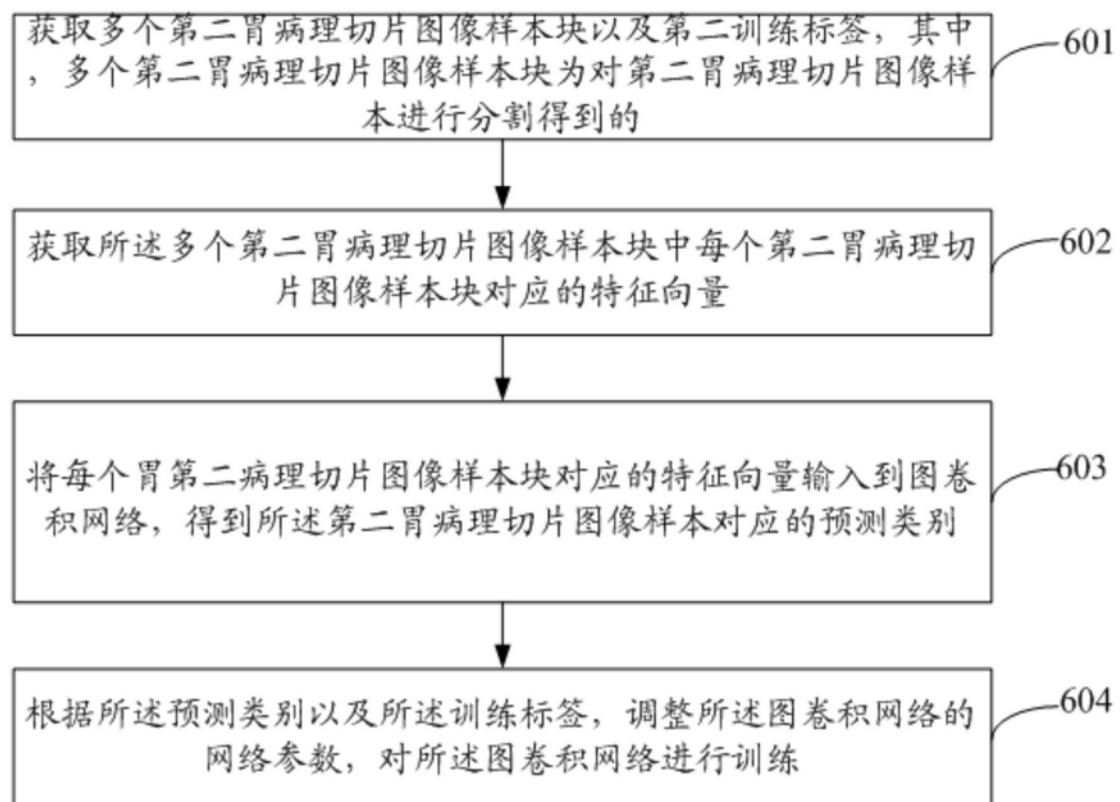 获取多个第二胃病理切片图像样本块以及第二训练标签，其中
，多个第二胃病理切片图像样本块为对第二胃病理切片图像样
本进行分割得到的
601
获取所述多个第二胃病理切片图像样本块中每个第二胃病理切
片图像样本块对应的特征向量
602
将每个胃第二病理切片图像样本块对应的特征向量输入到图卷
积网络，得到所述第二胃病理切片图像样本对应的预测类别
603
根据所述预测类别以及所述训练标签，调整所述图卷积网络的
网络参数，对所述图卷积网络进行训练
604